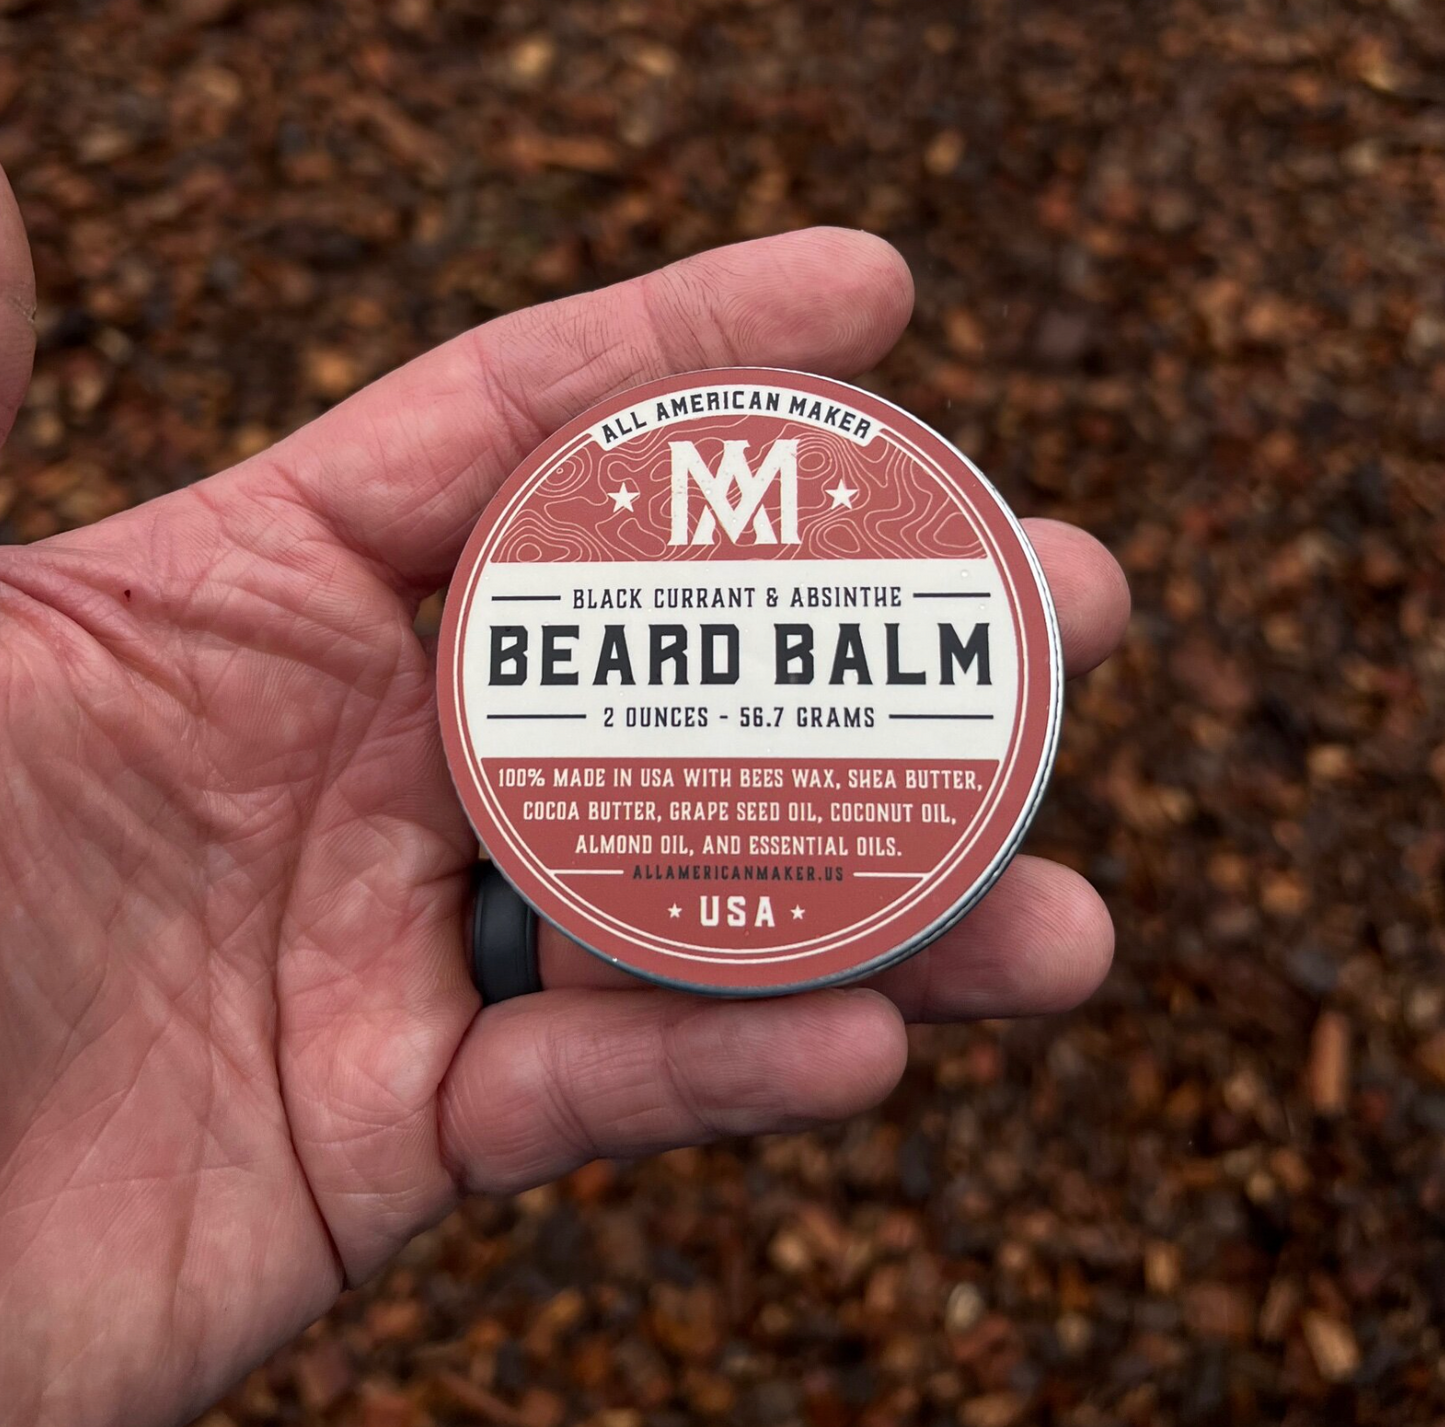 ALL AMERICAN MAKER
AM
BLACK CURRANT & ABSINTHE
BEARD BALM
2 OUNCES - 56.7 GRAMS
100% MADE IN USA WITH BEES WAX, SHEA BUTTER,
COCOA BUTTER, GRAPE SEED OIL, COCONUT OIL,
ALMOND OIL, AND ESSENTIAL OILS.
ALLAMERICANMAKER.US
USA